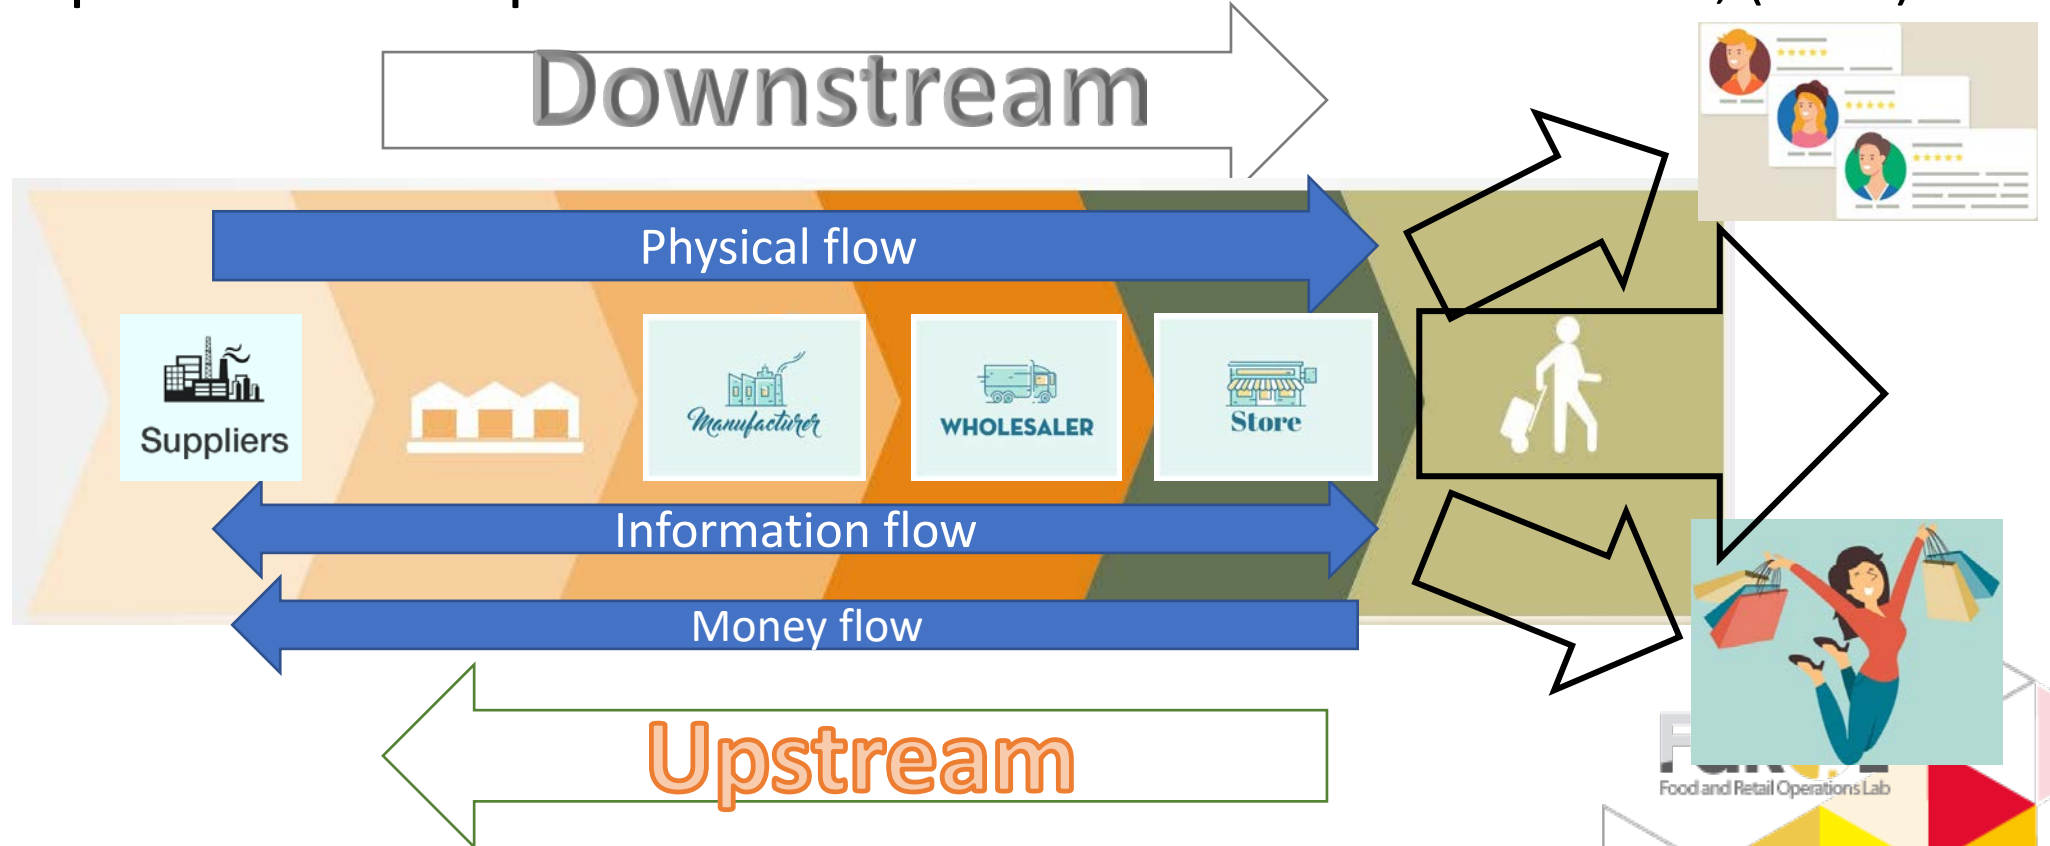 Downstream
Physical flow
Suppliers
Manufacturer
WHOLESALER
Store
Information flow
Money flow
Upstream
Food and Retail Operations Lab